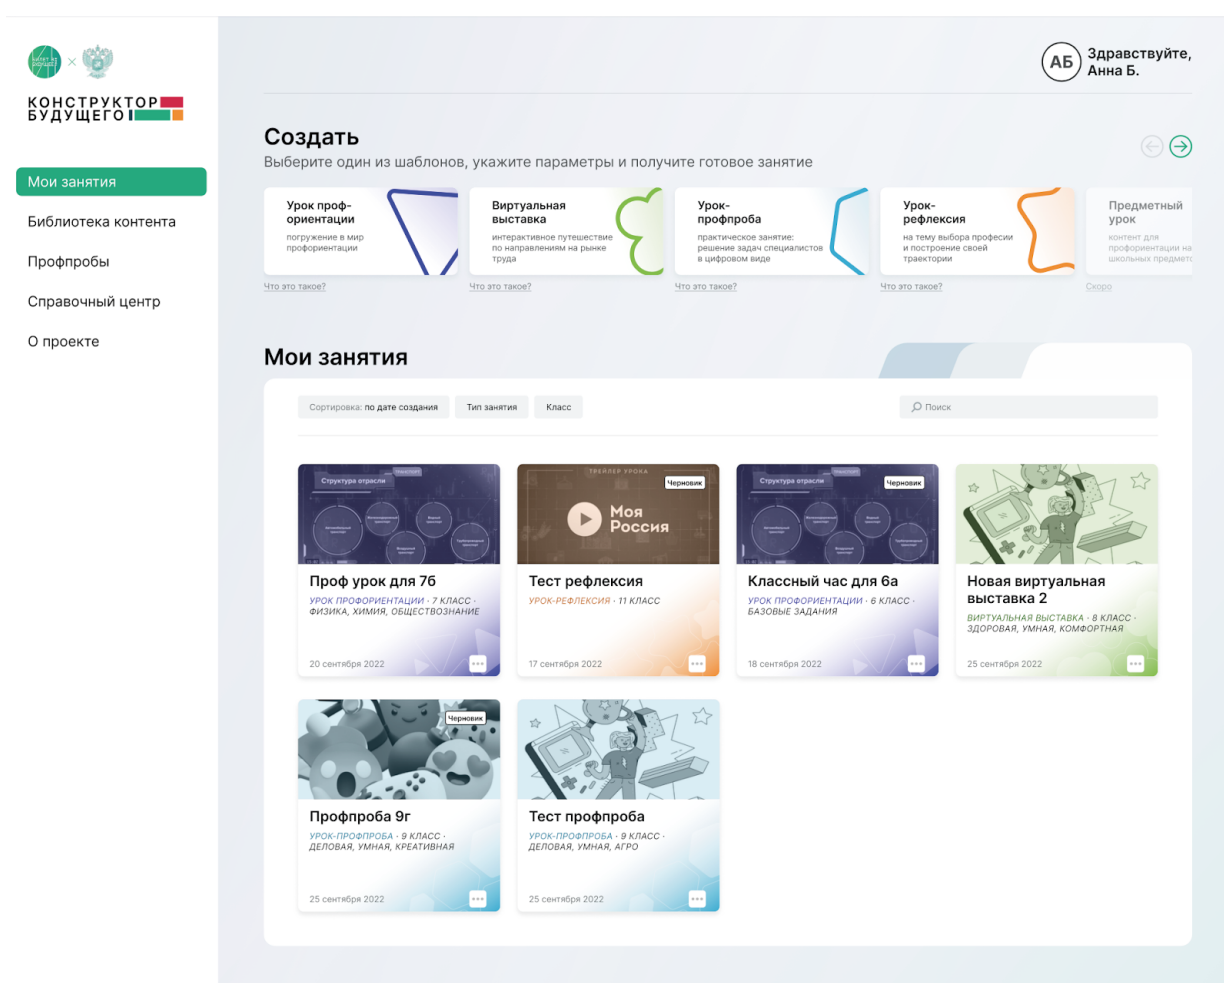 КОНСТРУКТОР
БУДУЩЕГО
Мои занятия
Библиотека контента
Профпробы
Справочный центр
О проекте
АБ
Здравствуйте,
Анна Б.
Создать
Выберите один из шаблонов, укажите параметры и получите готовое занятие
Урок проф-
ориентации
погружение в мир
профориентации
Что это такое?
Виртуальная
выставка
интерактивное путешествие
по направлениям на рынке
труда
Что это такое?
Урок-
профпроба
практическое занятие:
решение задач специалистов
в цифровом виде
Что это такое?
Урок-
рефлексия
на тему выбора професии
и построение своей
траектории
Что это такое?
Предметный
урок
контент для
профориентации на
школьных предмето
Скоро
Мои занятия
Сортировка: по дате создания
Тип занятия
Класс
Поиск
ТРАНСПОРТ
Структура отрасли
Проф урок для 7б
УРОК ПРОФОРИЕНТАЦИИ · 7 КЛАСС ·
ФИЗИКА, ХИМИЯ, ОБЩЕСТВОЗНАНИЕ
20 сентября 2022
ТРЕЙЛЕР УРОКА
Черновик
Моя
Россия
Тест рефлексия
УРОК-РЕФЛЕКСИЯ · 11 КЛАСС
17 сентября 2022
ТРАНСПОРТ
Структура отрасли
Черновик
Классный час для 6а
УРОК ПРОФОРИЕНТАЦИИ · 6 КЛАСС ·
БАЗОВЫЕ ЗАДАНИЯ
18 сентября 2022
Новая виртуальная
выставка 2
ВИРТУАЛЬНАЯ ВЫСТАВКА · 8 КЛАСС ·
ЗДОРОВАЯ, УМНАЯ, КОМФОРТНАЯ
25 сентября 2022
Черновик
Профпроба 9г
УРОК-ПРОФПРОБА · 9 КЛАСС ·
ДЕЛОВАЯ, УМНАЯ, КРЕАТИВНАЯ
25 сентября 2022
Тест профпроба
УРОК-ПРОФПРОБА · 9 КЛАСС ·
ДЕЛОВАЯ, УМНАЯ, АГРО
25 сентября 2022